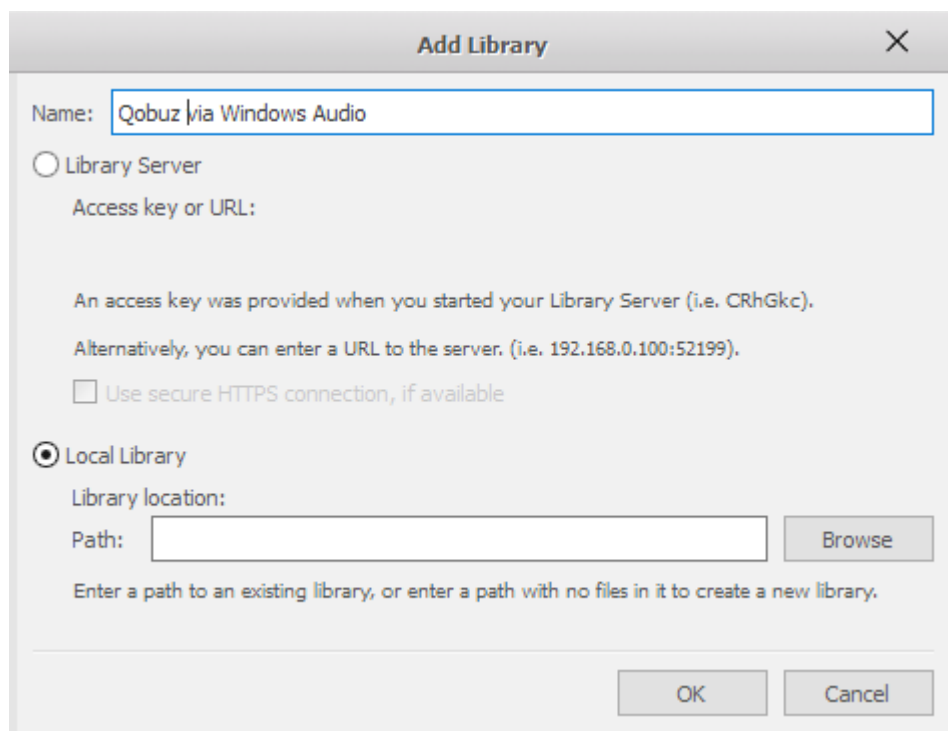 Add Library
Name: Qobuz via Windows Audio
Library Server
Access key or URL:
An access key was provided when you started your Library Server (i.e. CRhGkc).
Alternatively, you can enter a URL to the server. (i.e. 192.168.0.100:52199).
Use secure HTTPS connection, if available
Local Library
Library location:
Path: Browse
Enter a path to an existing library, or enter a path with no files in it to create a new library.
OK Cancel